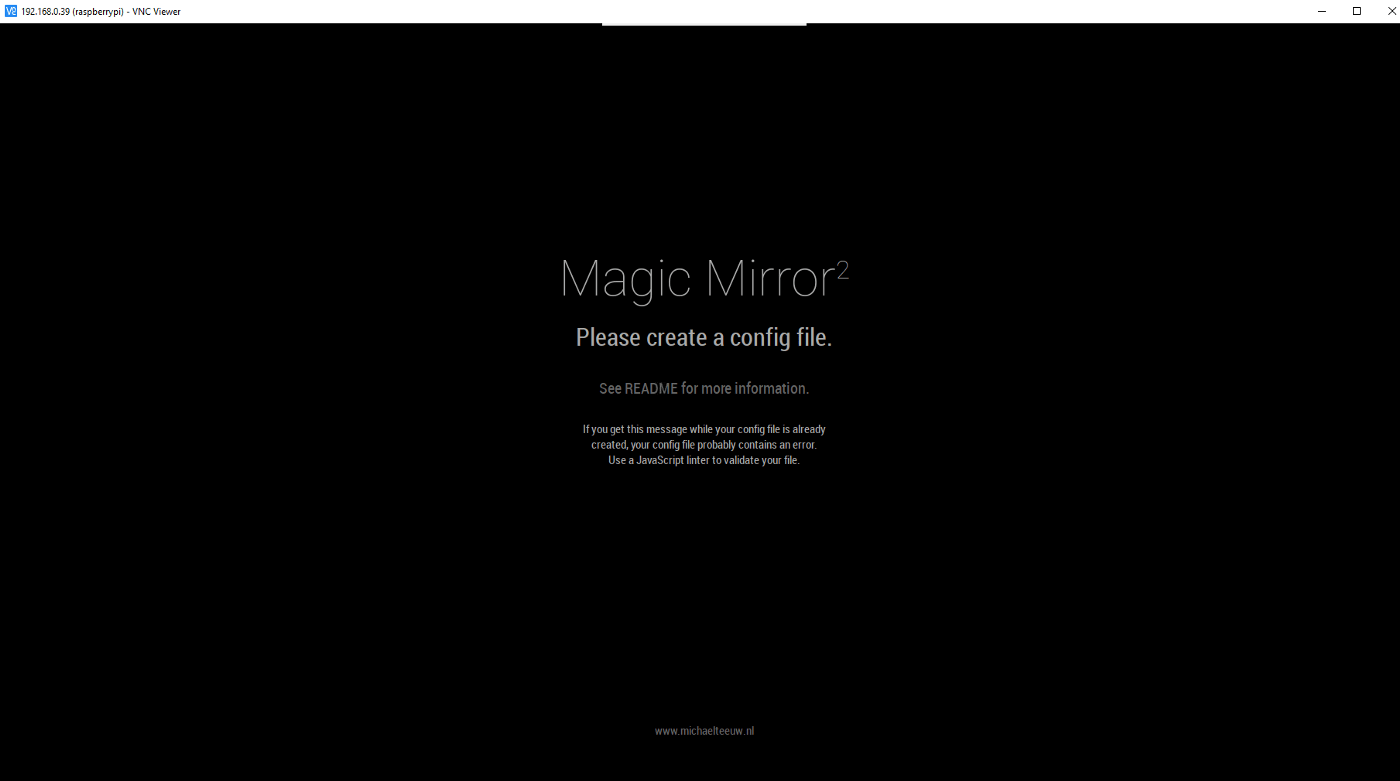 192.168.0.39 (raspberrypi) - VNC Viewer
Magic Mirror²
Please create a config file.
See README for more information.
If you get this message while your config file is already
created, your config file probably contains an error.
Use a JavaScript linter to validate your file.
www.michaelteeuw.nl